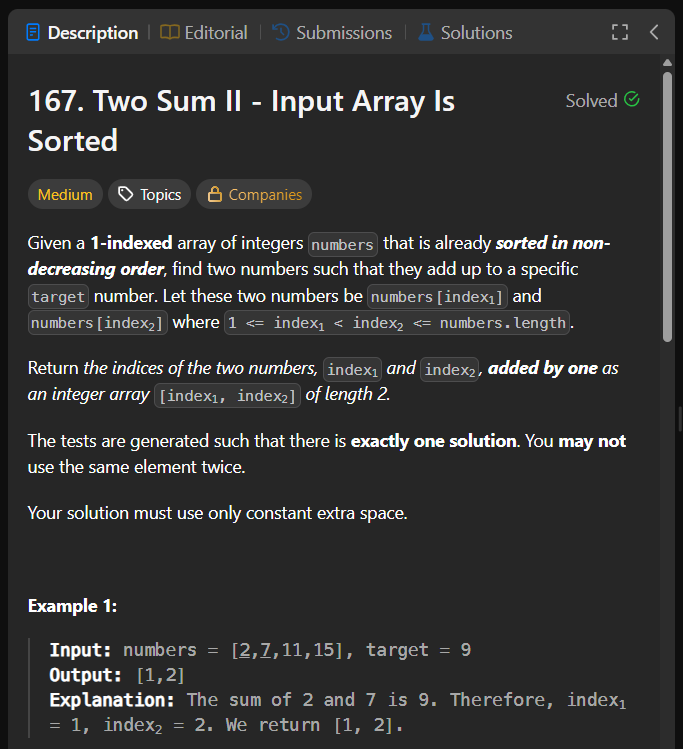 Description | Editorial | Submissions | Solutions
167. Two Sum II - Input Array Is
Sorted
Solved
Medium Topics Companies
Given a 1-indexed array of integers numbers that is already sorted in non-
decreasing order, find two numbers such that they add up to a specific
target number. Let these two numbers be numbers[index₁] and
numbers[index₂] where 1 <= index₁ < index₂ <= numbers.length.
Return the indices of the two numbers, index₁ and index₂, added by one as
an integer array [index₁, index₂] of length 2.
The tests are generated such that there is exactly one solution. You may not
use the same element twice.
Your solution must use only constant extra space.
Example 1:
Input: numbers = [2,7,11,15], target = 9
Output: [1,2]
Explanation: The sum of 2 and 7 is 9. Therefore, index₁
= 1, index₂ = 2. We return [1, 2].